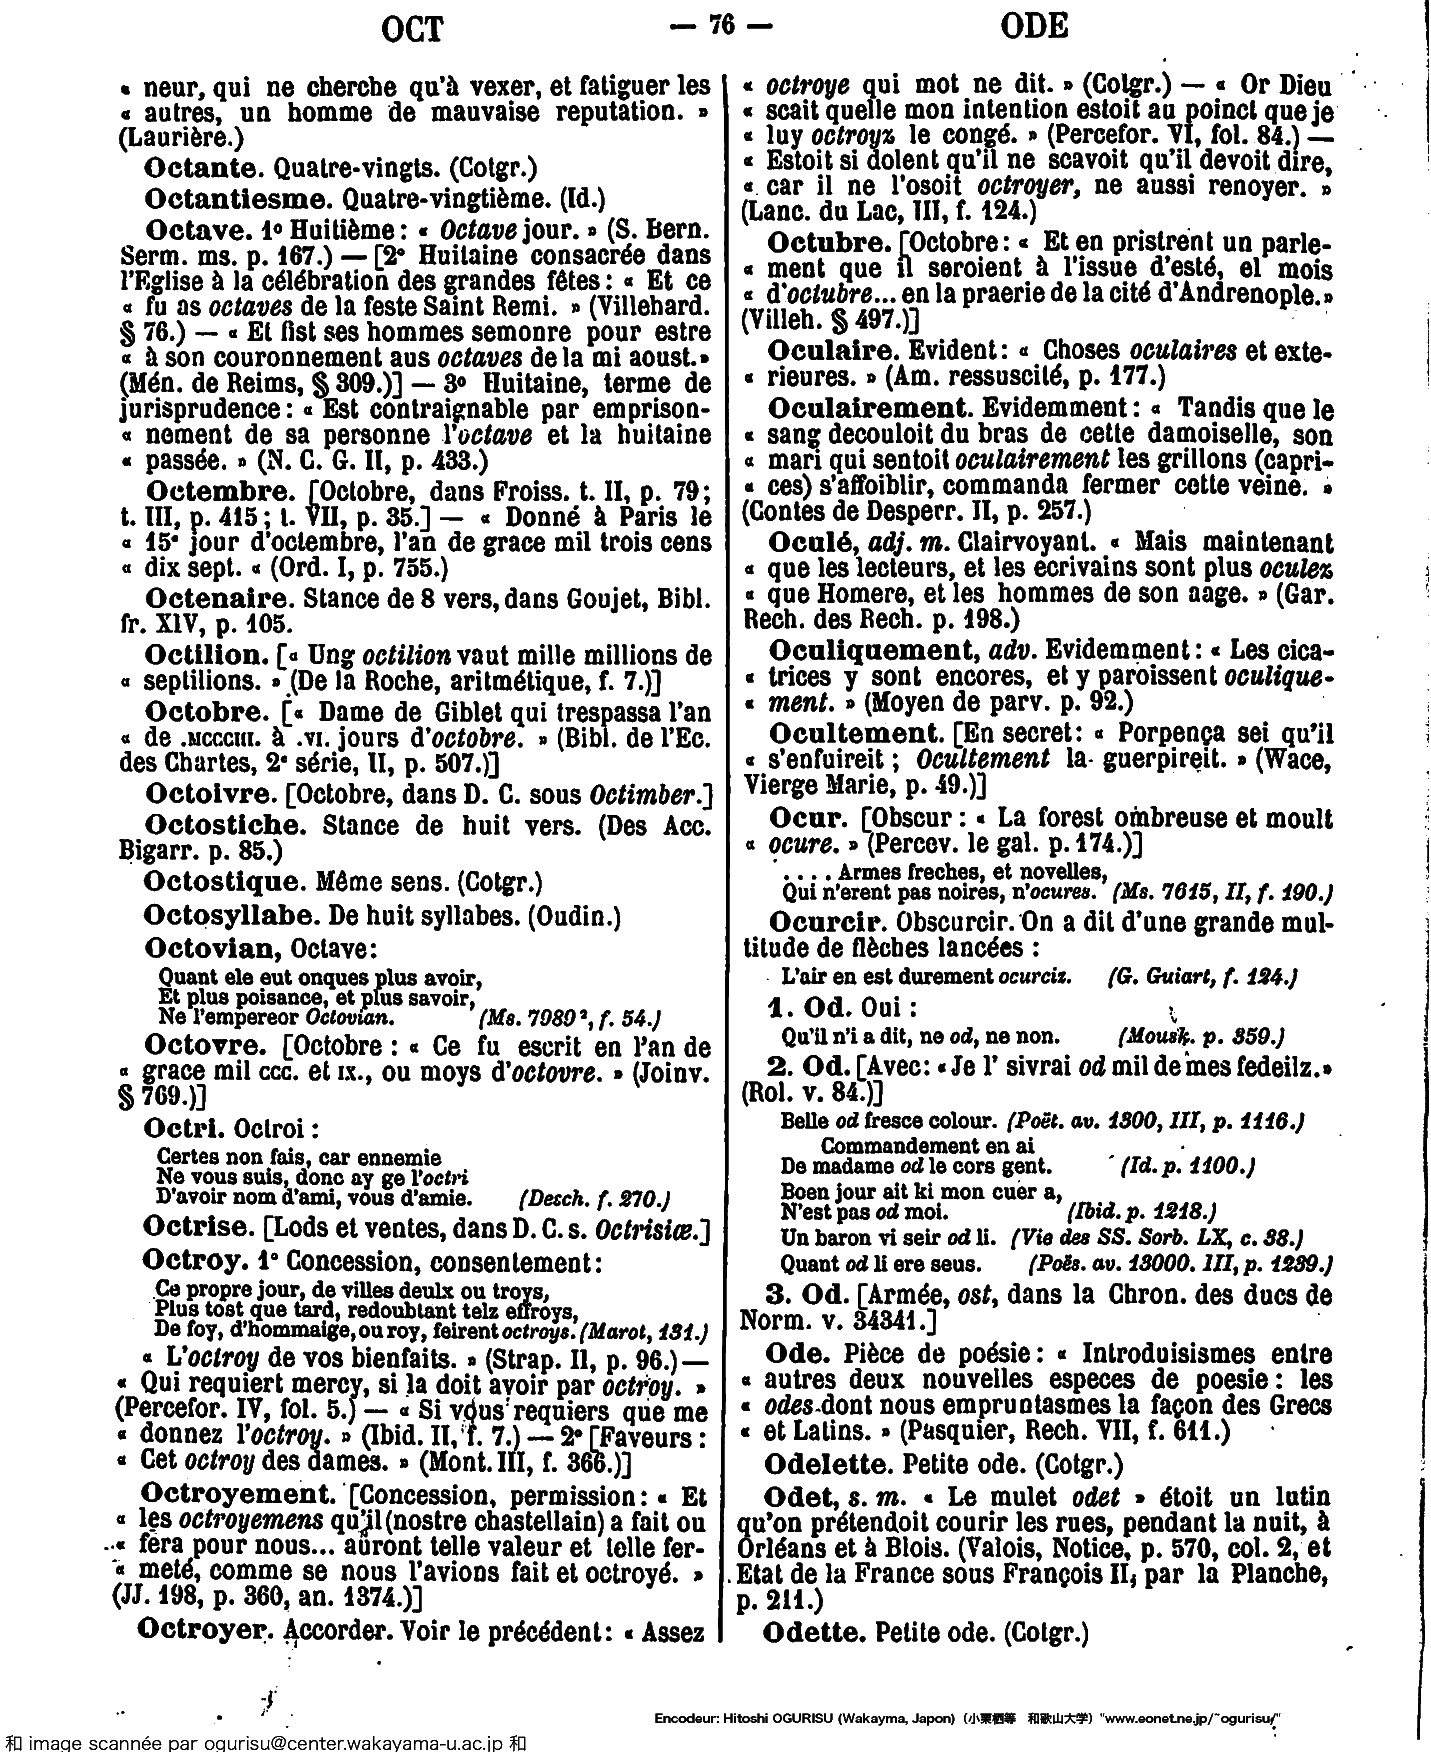 OCT — 76 — ODE
« neur, qui ne cherche qu'à vexer, et fatiguer les
« autres, un homme de mauvaise reputation. »
(Laurière.)
Octante. Quatre-vingts. (Cotgr.)
Octantiesme. Quatre-vingtième. (Id.)
Octave. 1º Huitième : « Octave jour. » (S. Bern.
Serm. ms. p. 167.) — [2º Huitaine consacrée dans
l'Eglise à la célébration des grandes fêtes : « Et ce
« fu as octaves de la feste Saint Remi. » (Villehard.
§ 76.) — « Et fist ses hommes semonre pour estre
« à son couronnement aus octaves de la mi aoust. »
(Mén. de Reims, § 309.)] — 3º Huitaine, terme de
jurisprudence : « Est contraignable par emprison-
« nement de sa personne l'octave et la huitaine
« passée. » (N. C. G. II, p. 433.)
Octembre. [Octobre, dans Froiss. t. II, p. 79 ;
t. III, p. 415 ; t. VII, p. 35.] — « Donné à Paris le
« 15e jour d'octembre, l'an de grace mil trois cens
« dix sept. « (Ord. I, p. 755.)
Octenaire. Stance de 8 vers, dans Goujet, Bibl.
fr. XIV, p. 105.
Octilion. [« Ung octilion vaut mille millions de
« septilions. » (De la Roche, aritmétique, f. 7.)]
Octobre. [« Dame de Giblet qui trespassa l'an
« de .MCCCIII. à .VI. jours d'octobre. » (Bibl. de l'Ec.
des Chartes, 2e série, II, p. 507.)]
Octoivre. [Octobre, dans D. C. sous Octimber.]
Octostiche. Stance de huit vers. (Des Acc.
Bigarr. p. 85.)
Octostique. Même sens. (Cotgr.)
Octosyllabe. De huit syllabes. (Oudin.)
Octovian, Octave :
Quant ele eut onques plus avoir,
Et plus poisance, et plus savoir,
Ne l'empereor Octovian. (Ms. 7989², f. 54.)
Octovre. [Octobre : « Ce fu escrit en l'an de
« grace mil CCC. et IX., ou moys d'octovre. » (Joinv.
§ 769.)]
Octri. Octroi :
Certes non fais, car ennemie
Ne vous suis, donc ay ge l'octri
D'avoir nom d'ami, vous d'amie. (Desch. f. 270.)
Octrise. [Lods et ventes, dans D. C. s. Octrisiæ.]
Octroy. 1º Concession, consentement :
Ce propre jour, de villes deulx ou troys,
Plus tost que tard, redoubtant telz effroys,
De foy, d'hommaige, ou roy, feirent octroys. (Marot, 131.)
« L'octroy de vos bienfaits. » (Strap. II, p. 96.) —
« Qui requiert mercy, si la doit avoir par octroy. »
(Percefor. IV, fol. 5.) — « Si vous requiers que me
« donnez l'octroy. » (Ibid. II, f. 7.) — 2º [Faveurs :
« Cet octroy des dames. » (Mont. III, f. 366.)]
Octroyement. [Concession, permission : « Et
« les octroyemens qu'il (nostre chastellain) a fait ou
« fera pour nous... auront telle valeur et telle fer-
« meté, comme se nous l'avions fait et octroyé. »
(JJ. 198, p. 360, an. 1374.)]
Octroyer. Accorder. Voir le précédent : « Assez
« octroye qui mot ne dit. » (Cotgr.) — « Or Dieu
« scait quelle mon intention estoit au poinct que je
« luy octroyz le congé. » (Percefor. VI, fol. 84.) —
« Estoit si dolent qu'il ne scavoit qu'il devoit dire,
« car il ne l'osoit octroyer, ne aussi renoyer. »
(Lanc. du Lac, III, f. 124.)
Octubre. [Octobre : « Et en pristrent un parle-
« ment que il seroient à l'issue d'esté, el mois
« d'octubre... en la praerie de la cité d'Andrenople. »
(Villeh. § 497.)]
Oculaire. Evident : « Choses oculaires et exte-
« rieures. » (Am. ressuscité, p. 177.)
Oculairement. Evidemment : « Tandis que le
« sang decouloit du bras de cette damoiselle, son
« mari qui sentoit oculairement les grillons (capri-
« ces) s'affoiblir, commanda fermer cette veine. »
(Contes de Desperr. II, p. 257.)
Oculé, adj. m. Clairvoyant. « Mais maintenant
« que les lecteurs, et les ecrivains sont plus oculez
« que Homere, et les hommes de son aage. » (Gar.
Rech. des Rech. p. 198.)
Oculiquement, adv. Evidemment : « Les cica-
« trices y sont encores, et y paroissent oculique-
« ment. » (Moyen de parv. p. 92.)
Ocultement. [En secret : « Porpença sei qu'il
« s'enfuireit ; Ocultement la guerpireit. » (Wace,
Vierge Marie, p. 49.)]
Ocur. [Obscur : « La forest ombreuse et moult
« ocure. » (Percev. le gal. p. 174.)]
. . . . Armes freches, et novelles,
Qui n'erent pas noires, n'ocures. (Ms. 7615, II, f. 190.)
Ocurcir. Obscurcir. On a dit d'une grande mul-
titude de flèches lancées :
L'air en est durement ocurciz. (G. Guiart, f. 124.)
1. Od. Oui :
Qu'il n'i a dit, ne od, ne non. (Mousk. p. 359.)
2. Od. [Avec : « Je l' sivrai od mil de mes fedeilz. »
(Rol. v. 84.)]
Belle od fresce colour. (Poët. av. 1300, III, p. 1116.)
Commandement en ai
De madame od le cors gent. (Id. p. 1100.)
Boen jour ait ki mon cuer a,
N'est pas od moi. (Ibid. p. 1218.)
Un baron vi seir od li. (Vie des SS. Sorb. LX, c. 38.)
Quant od li ere seus. (Poës. av. 13000. III, p. 1239.)
3. Od. [Armée, ost, dans la Chron. des ducs de
Norm. v. 34341.]
Ode. Pièce de poésie : « Introduisismes entre
« autres deux nouvelles especes de poesie : les
« odes dont nous empruntasmes la façon des Grecs
« et Latins. » (Pasquier, Rech. VII, f. 611.)
Odelette. Petite ode. (Cotgr.)
Odet, s. m. « Le mulet odet » étoit un lutin
qu'on prétendoit courir les rues, pendant la nuit, à
Orléans et à Blois. (Valois, Notice, p. 570, col. 2, et
Etat de la France sous François II, par la Planche,
p. 211.)
Odette. Petite ode. (Cotgr.)
Encodeur: Hitoshi OGURISU (Wakayma, Japon) (小栗栖等 和歌山大学) "www.eonet.ne.jp/~ogurisu/"
和 image scannée par ogurisu@center.wakayama-u.ac.jp 和